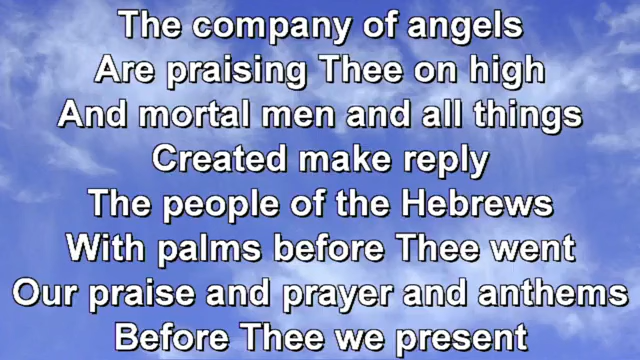 The company of angels
Are praising Thee on high
And mortal men and all things
Created make reply
The people of the Hebrews
With palms before Thee went
Our praise and prayer and anthems
Before Thee we present